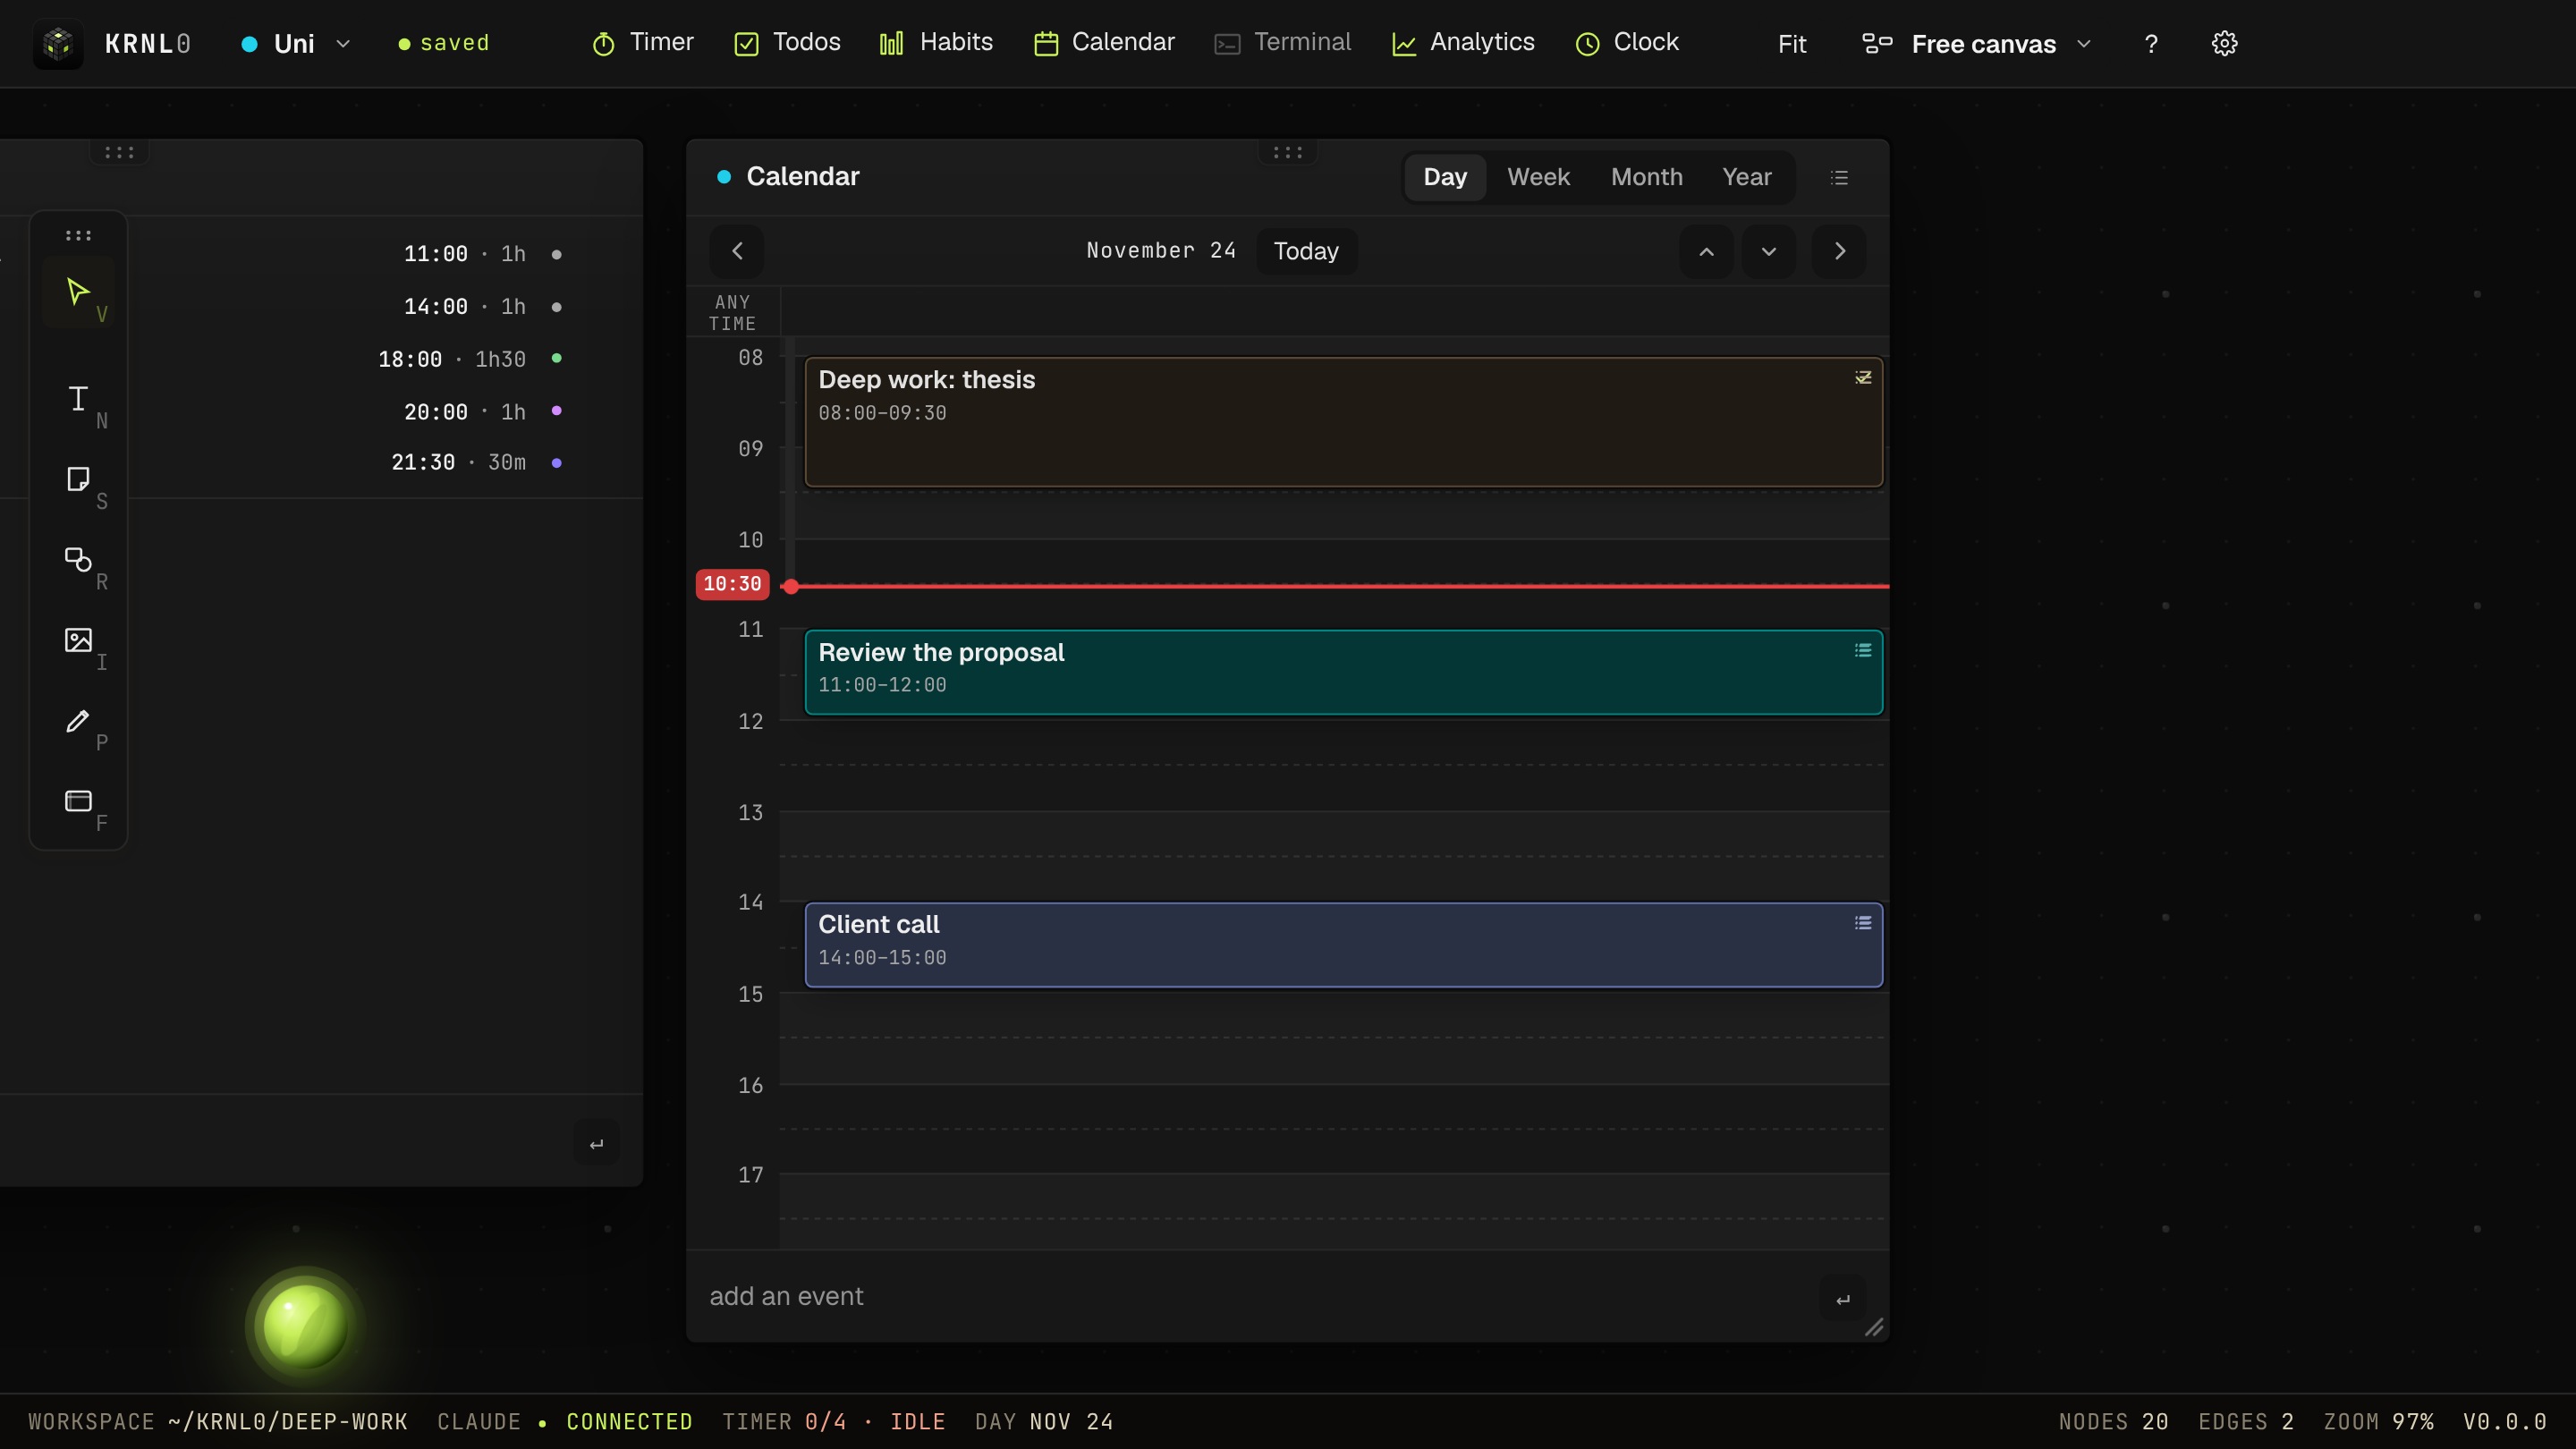 KRNL0 Uni saved Timer Todos Habits Calendar Terminal Analytics Clock Fit Free canvas ?
V
N
S
R
I
P
F
11:00 · 1h
14:00 · 1h
18:00 · 1h30
20:00 · 1h
21:30 · 30m
Calendar Day Week Month Year
November 24 Today
ANY
TIME
08
Deep work: thesis
08:00–09:30
09
10
10:30
11
Review the proposal
11:00–12:00
12
13
14
Client call
14:00–15:00
15
16
17
add an event
WORKSPACE ~/KRNL0/DEEP-WORK CLAUDE • CONNECTED TIMER 0/4 · IDLE DAY NOV 24 NODES 20 EDGES 2 ZOOM 97% V0.0.0